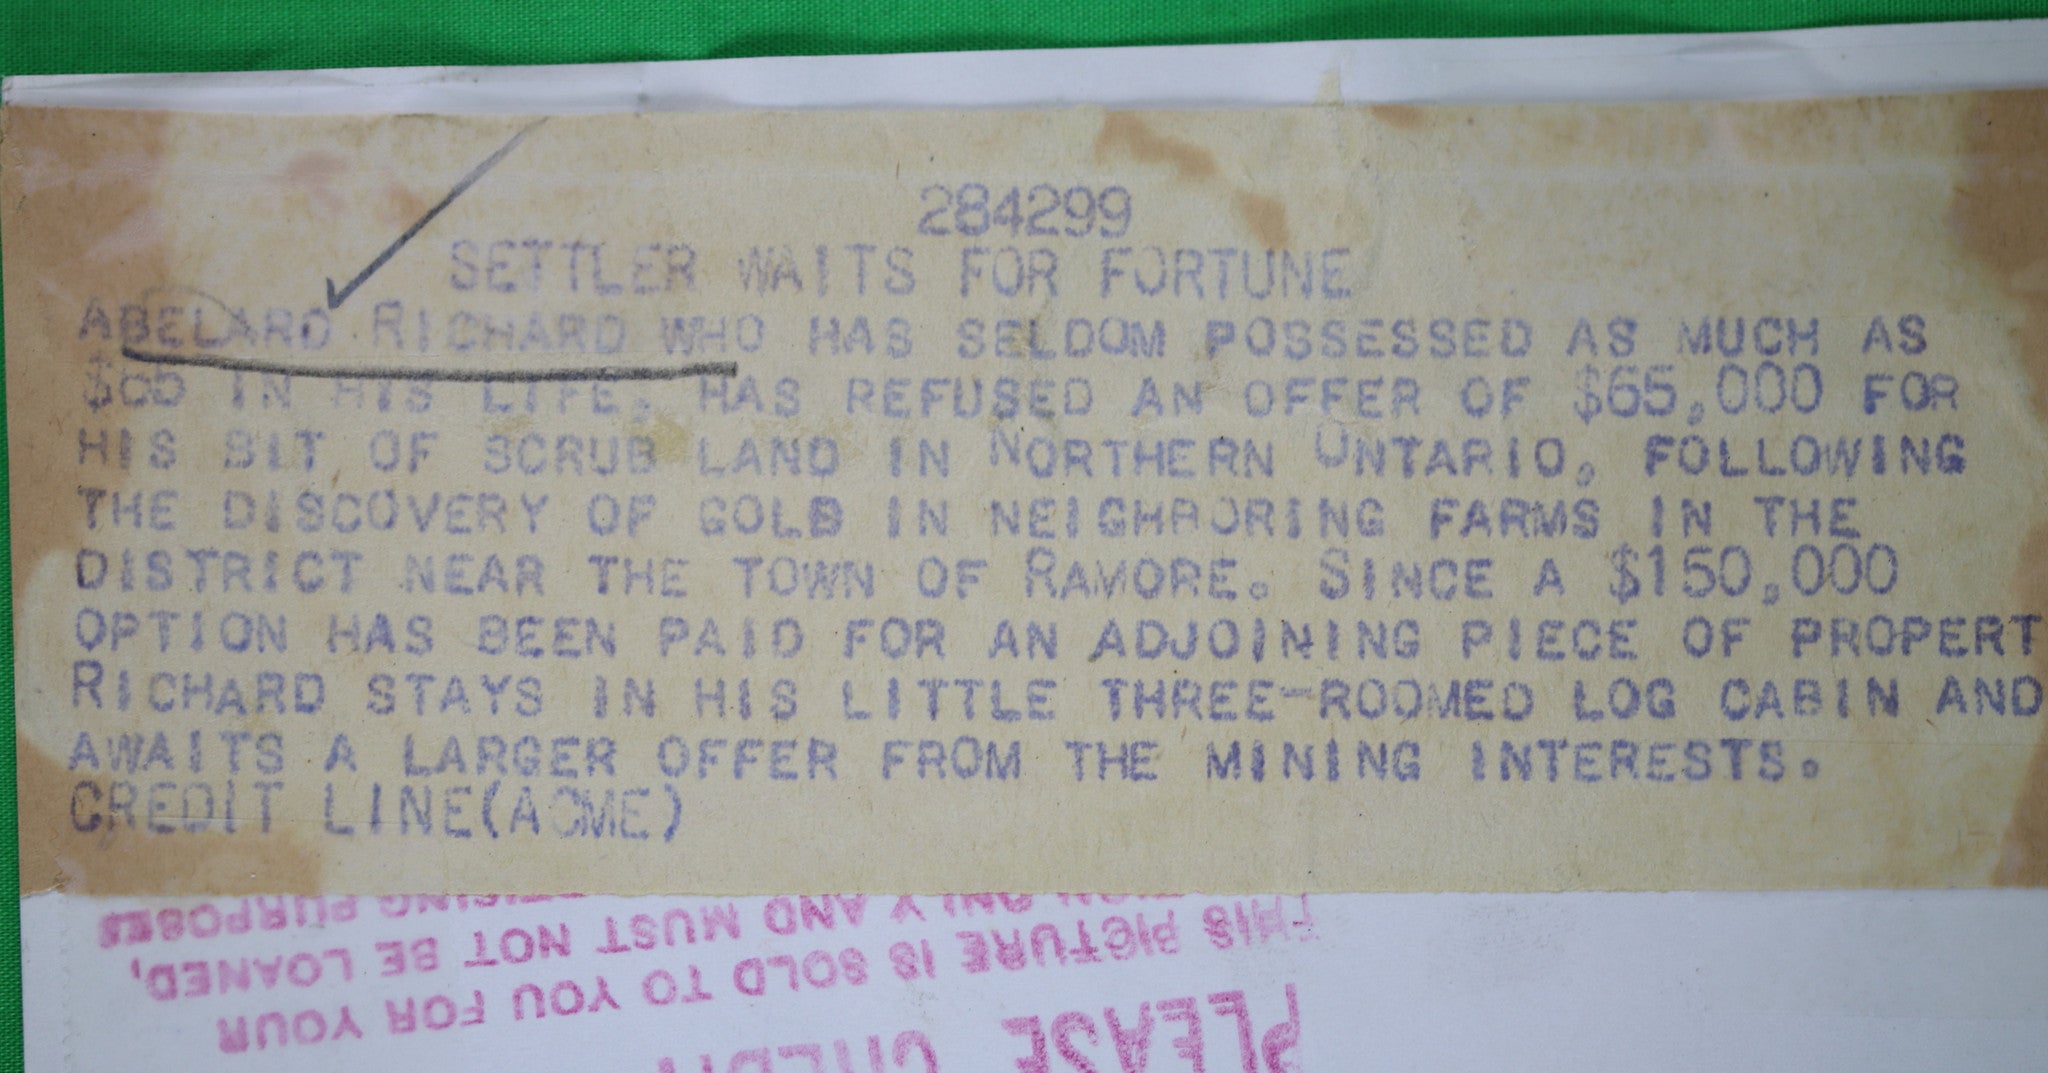 284299
SETTLER WAITS FOR FORTUNE
ABELARD RICHARD WHO HAS SELDOM POSSESSED AS MUCH AS
$65 IN HIS LIFE, HAS REFUSED AN OFFER OF $65,000 FOR
HIS BIT OF SCRUB LAND IN NORTHERN ONTARIO, FOLLOWING
THE DISCOVERY OF GOLD IN NEIGHBORING FARMS IN THE
DISTRICT NEAR THE TOWN OF RAMORE. SINCE A $150,000
OPTION HAS BEEN PAID FOR AN ADJOINING PIECE OF PROPERT
RICHARD STAYS IN HIS LITTLE THREE-ROOMED LOG CABIN AND
AWAITS A LARGER OFFER FROM THE MINING INTERESTS.
CREDIT LINE(ACME)
PLEASE CREDIT
THIS PICTURE IS SOLD TO YOU FOR YOUR
ONLY AND MUST NOT BE LOANED,
PURPOSES